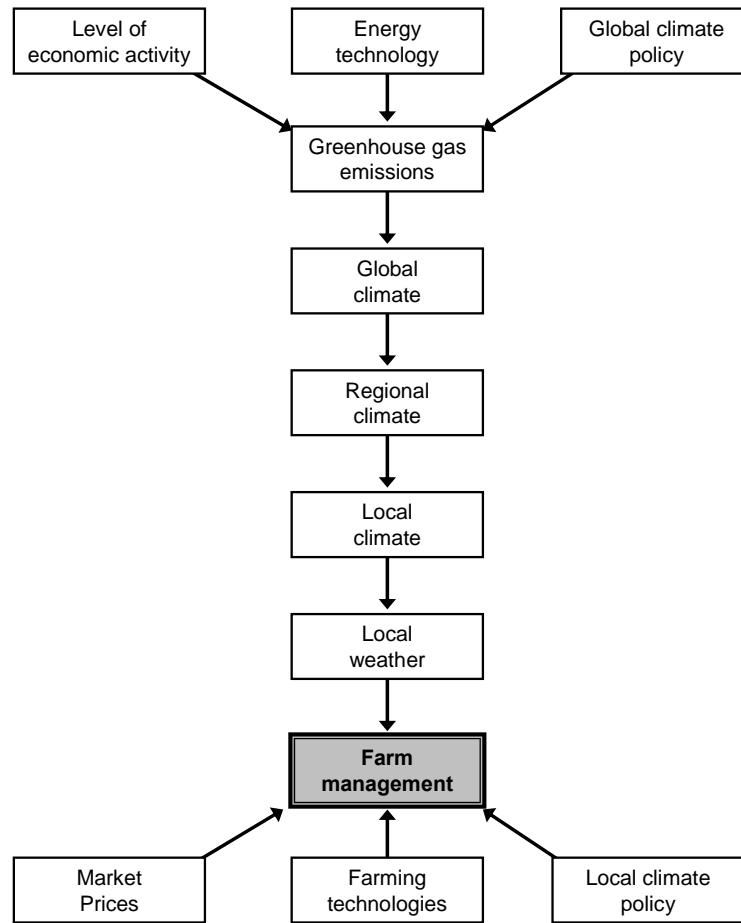 Level of
economic activity
Energy
technology
Global climate
policy
Greenhouse gas
emissions
Global
climate
Regional
climate
Local
climate
Local
weather
Farm
management
Market
Prices
Farming
technologies
Local climate
policy